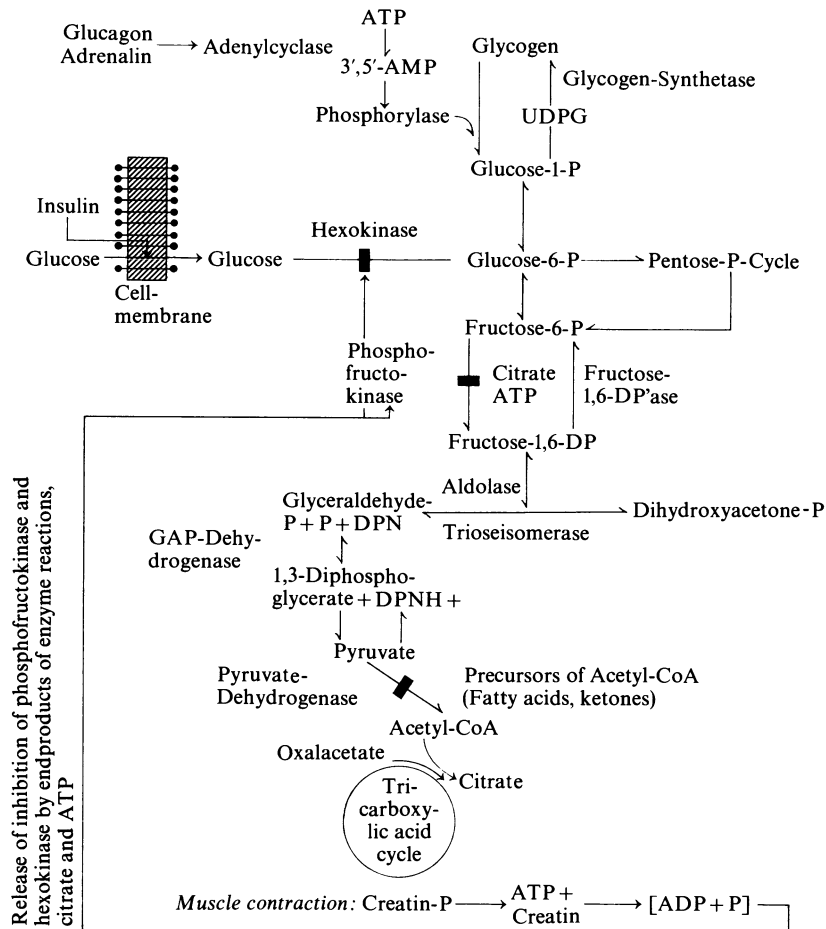 Glucagon
Adrenalin
Adenylcyclase
ATP
3',5'-AMP
Phosphorylase
Glycogen
Glycogen-Synthetase
UDPG
Glucose-1-P
Insulin
Glucose
Cell-
membrane
Glucose
Hexokinase
Glucose-6-P
Pentose-P-Cycle
Fructose-6-P
Phospho-
fructo-
kinase
Citrate
ATP
Fructose-
1,6-DP'ase
Fructose-1,6-DP
Aldolase
Glyceraldehyde-
P + P + DPN
Trioseisomerase
Dihydroxyacetone-P
GAP-Dehy-
drogenase
1,3-Diphospho-
glycerate + DPNH +
Pyruvate
Pyruvate-
Dehydrogenase
Precursors of Acetyl-CoA
(Fatty acids, ketones)
Acetyl-CoA
Oxalacetate
Citrate
Tri-
carboxy-
lic acid
cycle
Muscle contraction: Creatin-P
ATP +
Creatin
[ADP + P]
Release of inhibition of phosphofructokinase and
hexokinase by endproducts of enzyme reactions,
citrate and ATP